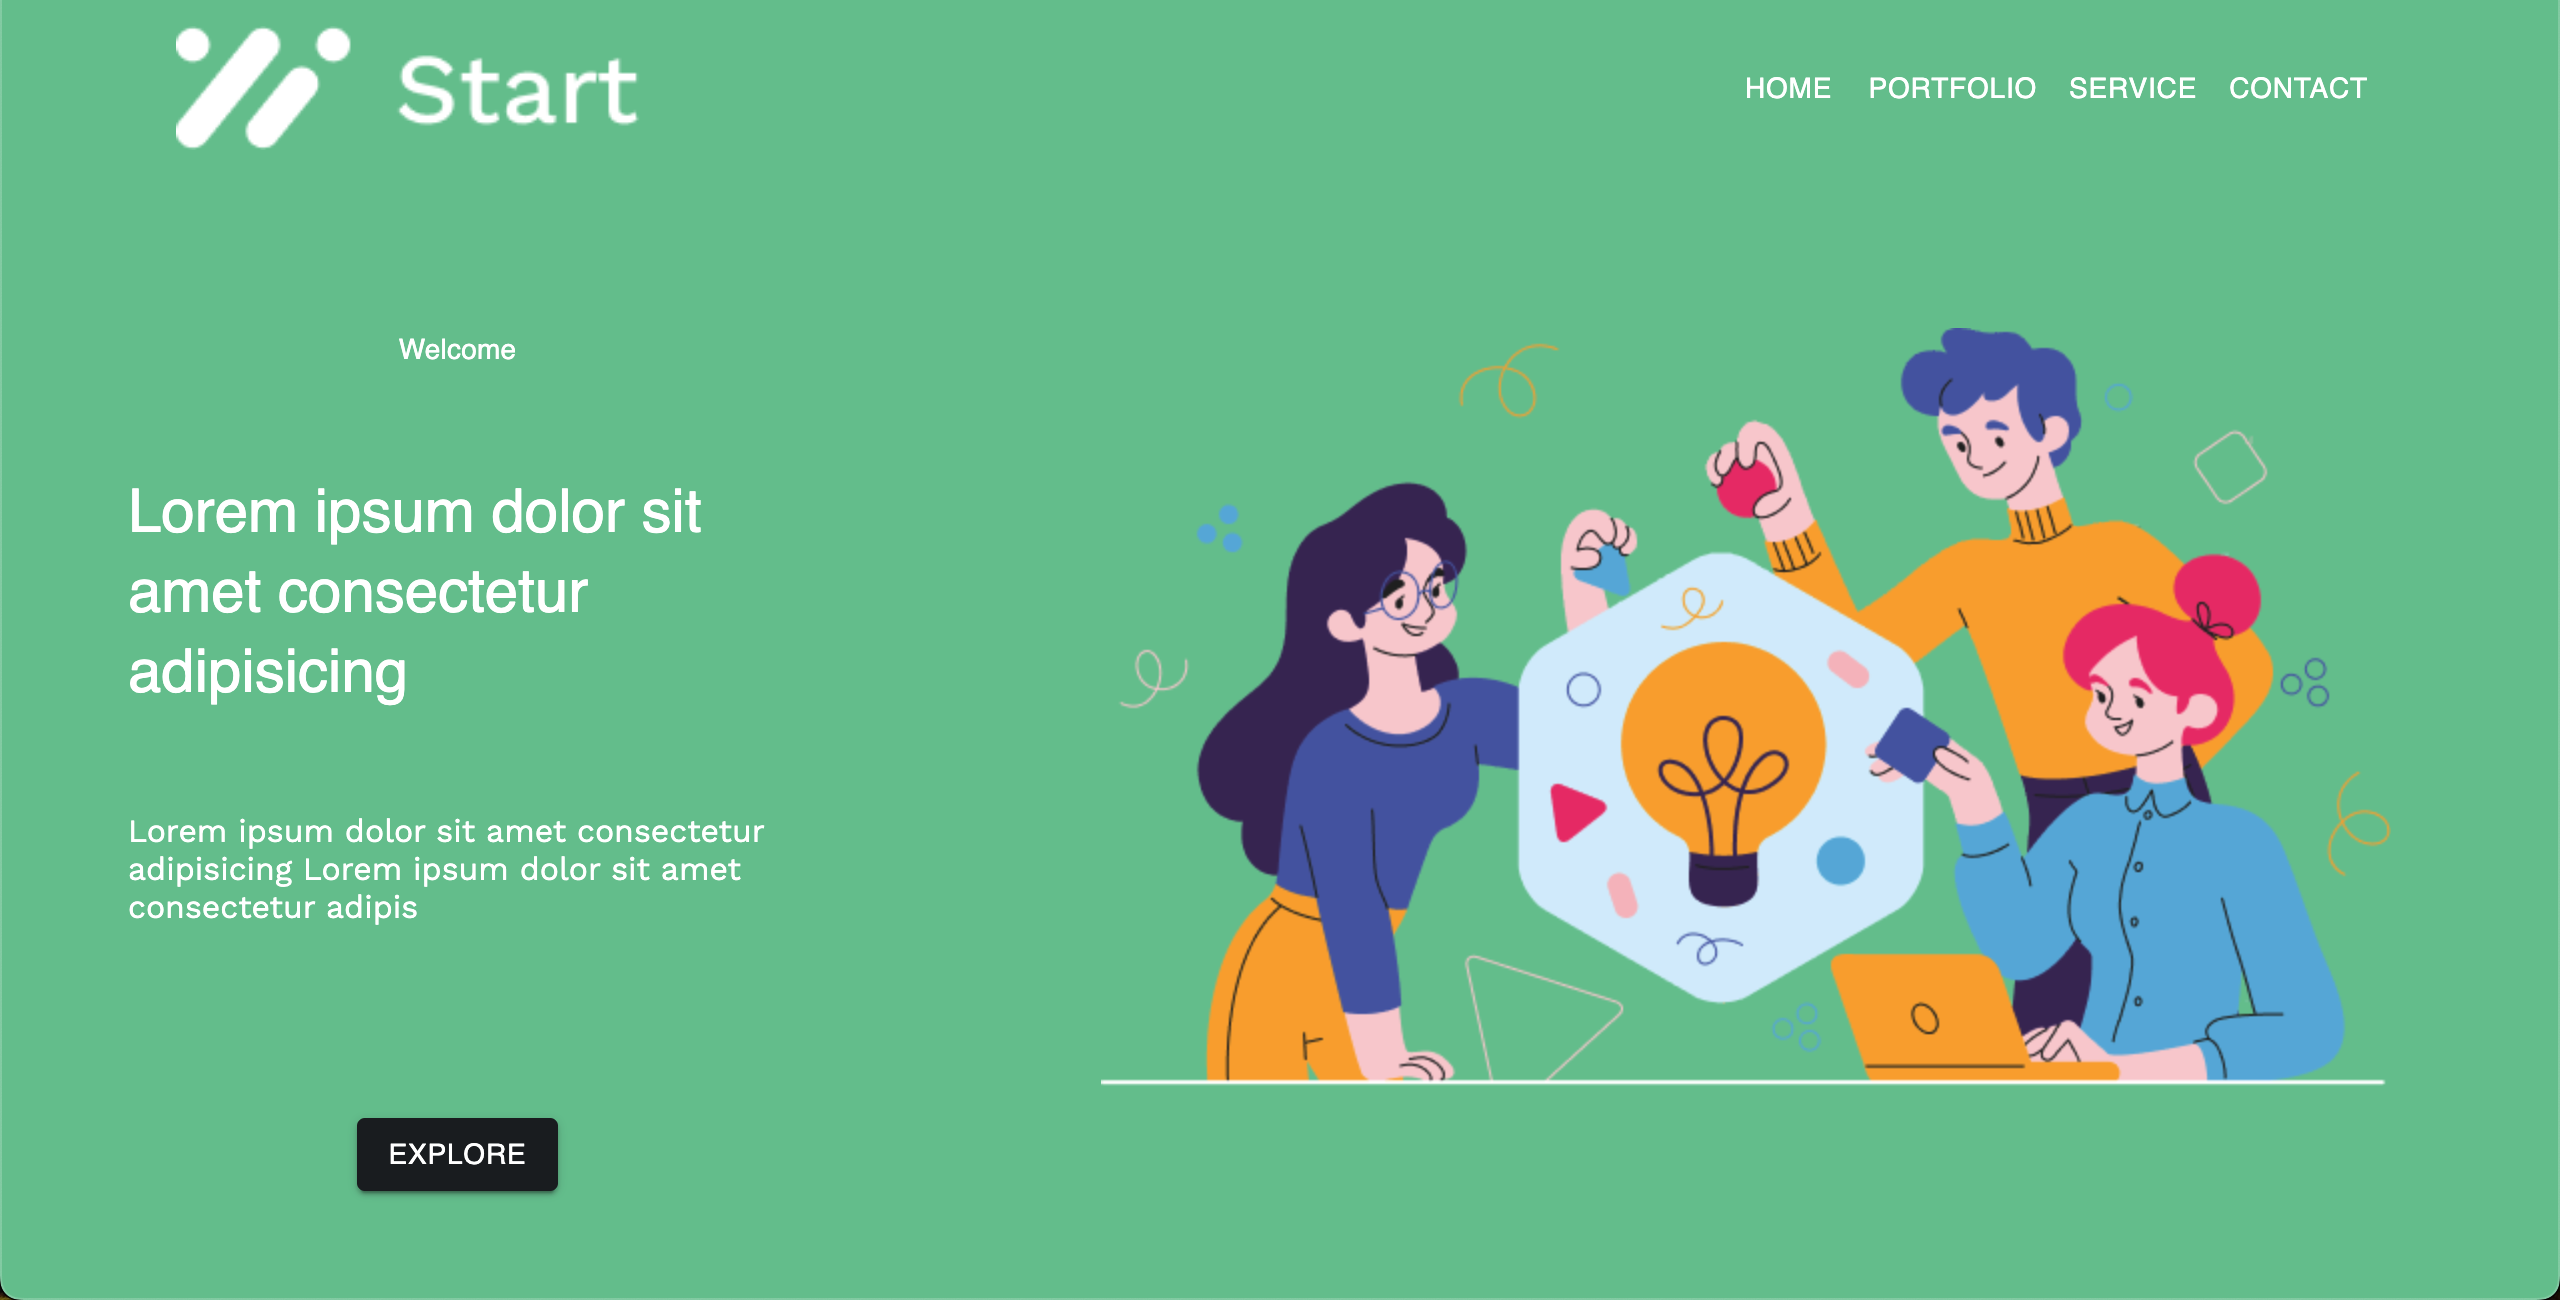 Start
HOME PORTFOLIO SERVICE CONTACT
Welcome
Lorem ipsum dolor sit
amet consectetur
adipisicing
Lorem ipsum dolor sit amet consectetur
adipisicing Lorem ipsum dolor sit amet
consectetur adipis
EXPLORE